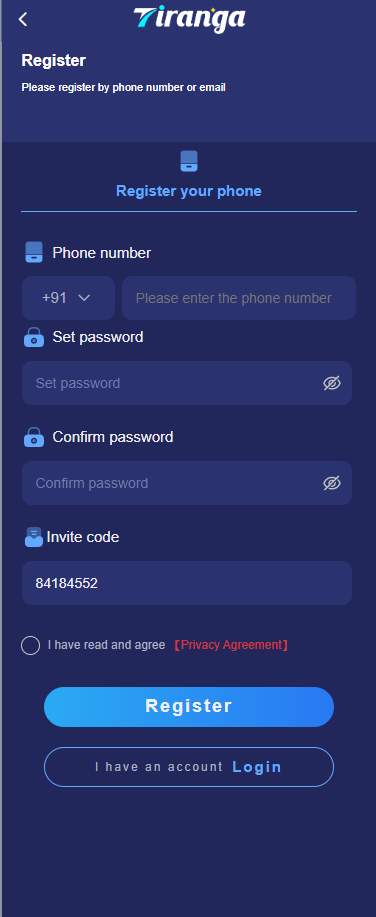 Tiranga
Register
Please register by phone number or email
Register your phone
Phone number
+91 Please enter the phone number
Set password
Set password
Confirm password
Confirm password
Invite code
84184552
I have read and agree 【Privacy Agreement】
Register
I have an account Login